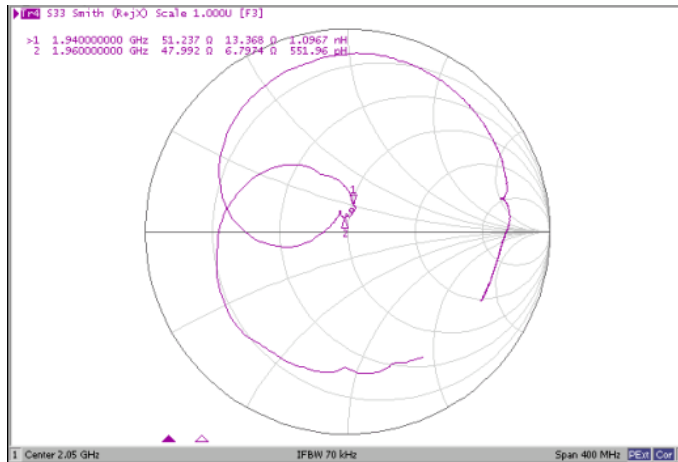 Tr4 S33 Smith (R+jX) Scale 1.000U [F3]
>1 1.940000000 GHz 51.237 Ω 13.368 Ω 1.0967 nH
2 1.960000000 GHz 47.992 Ω 6.7974 Ω 551.96 pH
1
2
1 Center 2.05 GHz IFBW 70 kHz Span 400 MHz PExt Cor